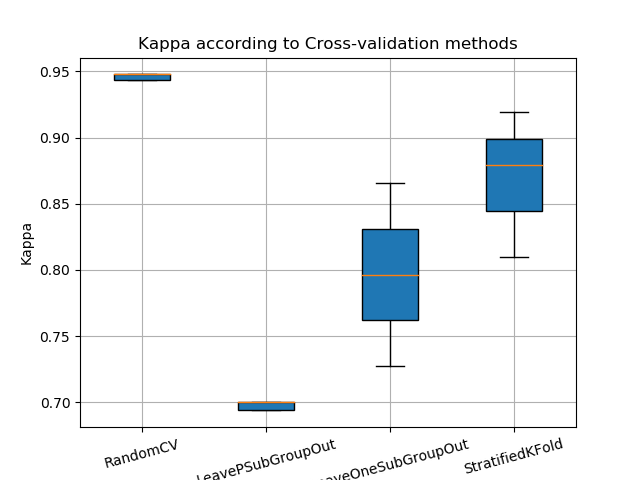 Kappa according to Cross-validation methods
Kappa
0.95
0.90
0.85
0.80
0.75
0.70
RandomCV
LeavePSubGroupOut
aveOneSubGroupOut
StratifiedKFold